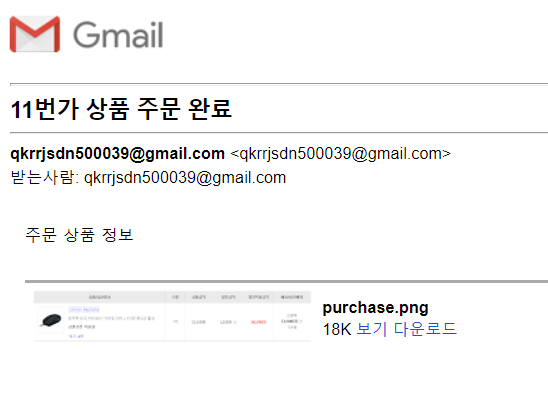 Gmail
11번가 상품 주문 완료
qkrrjsdn500039@gmail.com <qkrrjsdn500039@gmail.com>
받는사람: qkrrjsdn500039@gmail.com
주문 상품 정보
purchase.png
18K 보기 다운로드